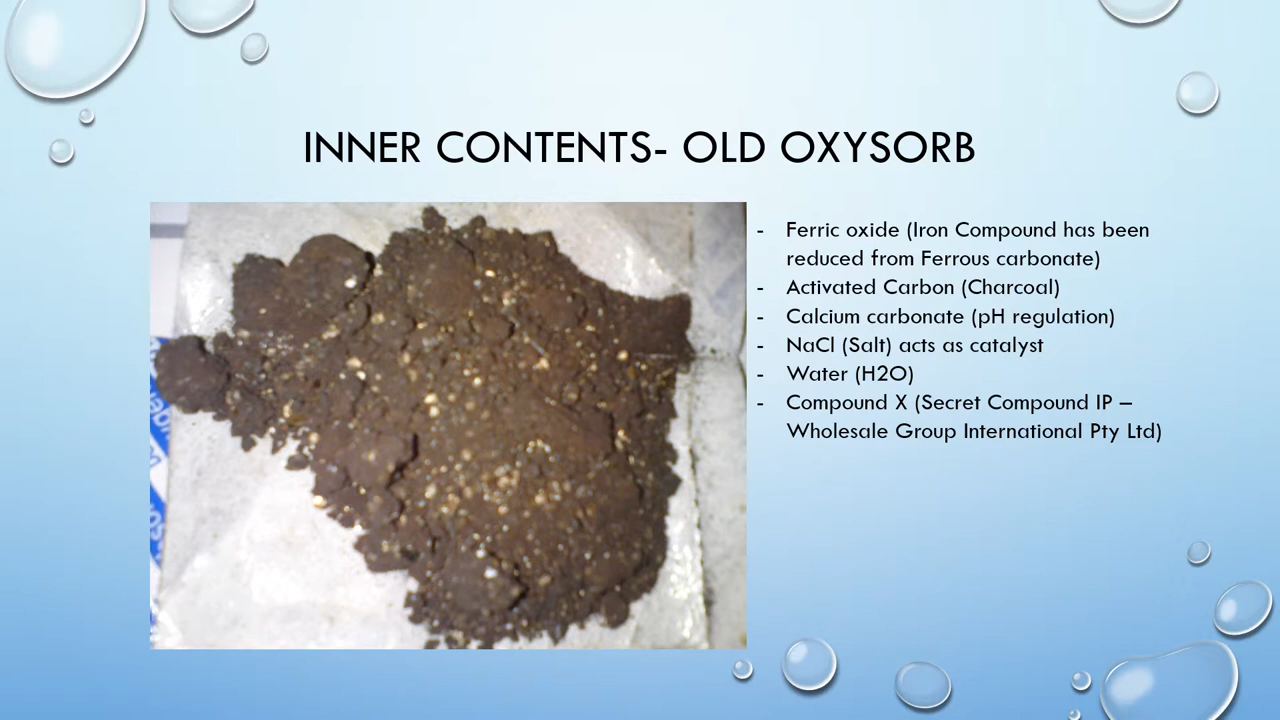 INNER CONTENTS- OLD OXYSORB
- Ferric oxide (Iron Compound has been
reduced from Ferrous carbonate)
- Activated Carbon (Charcoal)
- Calcium carbonate (pH regulation)
- NaCl (Salt) acts as catalyst
- Water (H2O)
- Compound X (Secret Compound IP –
Wholesale Group International Pty Ltd)